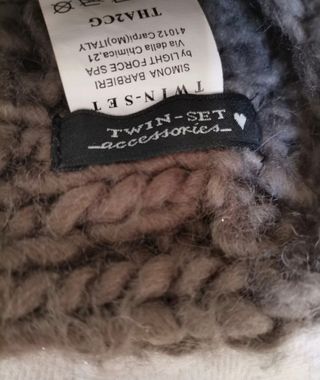 TWIN-SET
SIMONA BARBIERI
by LIGHT FORCE SPA
Via della Chimica,21
41012 Carpi(Mo)ITALY
THA2CG
TWIN-SET
accessories